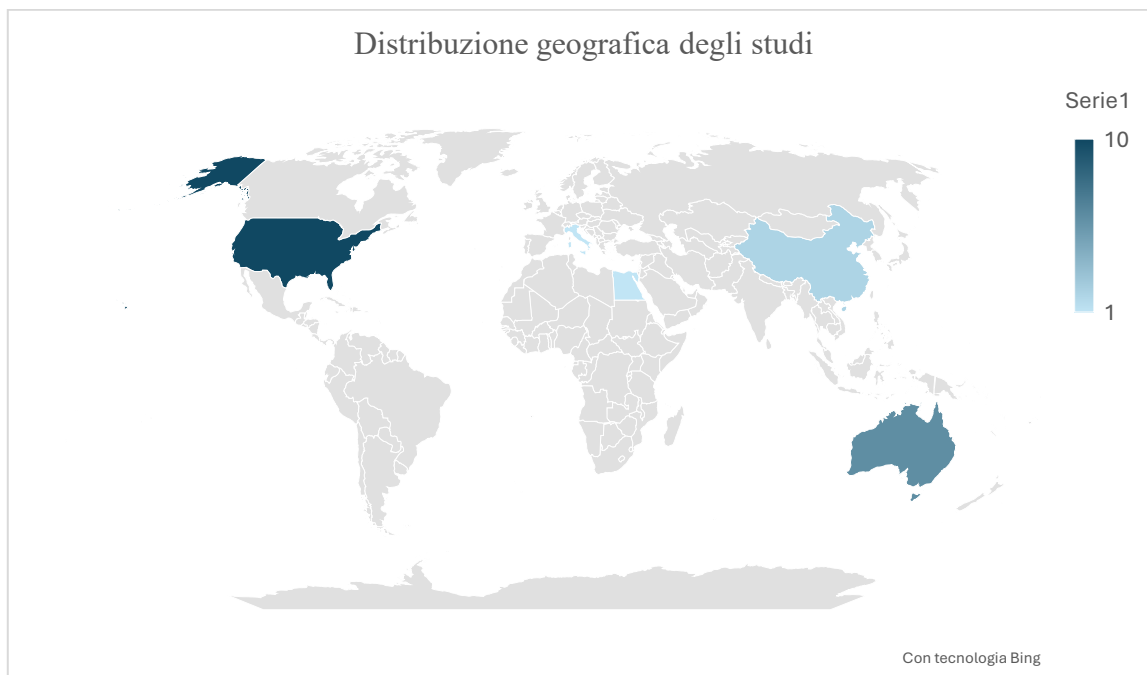 Distribuzione geografica degli studi
Serie1
10
1
Con tecnologia Bing